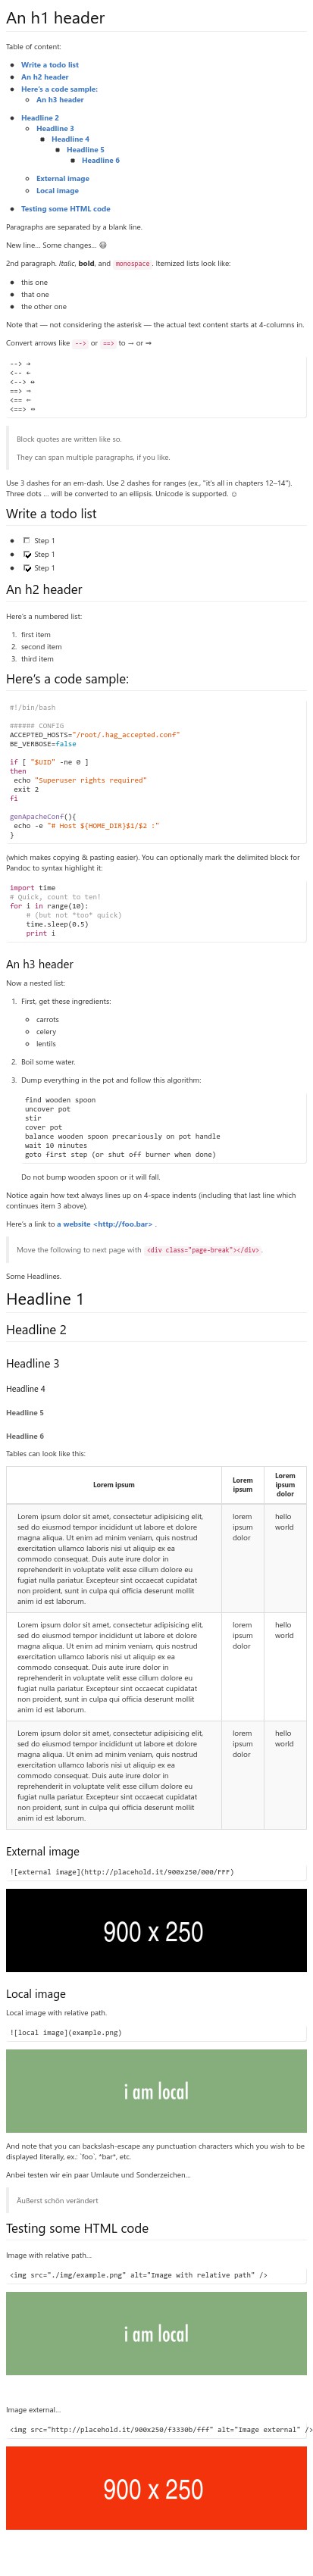 An h1 header
Table of content:
Write a todo list
An h2 header
Here's a code sample:
An h3 header
Headline 2
Headline 3
Headline 4
Headline 5
Headline 6
External image
Local image
Testing some HTML code
Paragraphs are separated by a blank line.
New line... Some changes... 😃
2nd paragraph. Italic, bold, and monospace . Itemized lists look like:
this one
that one
the other one
Note that — not considering the asterisk — the actual text content starts at 4-columns in.
Convert arrows like --> or ==> to → or ⇒
--> →
<-- ←
<--> ↔
==> ⇒
<== ⇐
<==> ⇔
Block quotes are written like so.
They can span multiple paragraphs, if you like.
Use 3 dashes for an em-dash. Use 2 dashes for ranges (ex., “it’s all in chapters 12–14”).
Three dots … will be converted to an ellipsis. Unicode is supported. ☺
Write a todo list
☐ Step 1
☑ Step 1
☑ Step 1
An h2 header
Here’s a numbered list:
1. first item
2. second item
3. third item
Here’s a code sample:
#!/bin/bash
###### CONFIG
ACCEPTED_HOSTS="/root/.hag_accepted.conf"
BE_VERBOSE=false
if [ "$UID" -ne 0 ]
then
echo "Superuser rights required"
exit 2
fi
genApacheConf(){
echo -e "# Host ${HOME_DIR}$1/$2 :"
}
(which makes copying & pasting easier). You can optionally mark the delimited block for
Pandoc to syntax highlight it:
import time
# Quick, count to ten!
for i in range(10):
# (but not *too* quick)
time.sleep(0.5)
print i
An h3 header
Now a nested list:
1. First, get these ingredients:
carrots
celery
lentils
2. Boil some water.
3. Dump everything in the pot and follow this algorithm:
find wooden spoon
uncover pot
stir
cover pot
balance wooden spoon precariously on pot handle
wait 10 minutes
goto first step (or shut off burner when done)
Do not bump wooden spoon or it will fall.
Notice again how text always lines up on 4-space indents (including that last line which
continues item 3 above).
Here’s a link to a website <http://foo.bar> .
Move the following to next page with <div class="page-break"></div>.
Some Headlines.
Headline 1
Headline 2
Headline 3
Headline 4
Headline 5
Headline 6
Tables can look like this:
Lorem ipsum Lorem ipsum Lorem ipsum dolor
Lorem ipsum dolor sit amet, consectetur adipisicing elit, lorem hello
sed do eiusmod tempor incididunt ut labore et dolore ipsum world
magna aliqua. Ut enim ad minim veniam, quis nostrud dolor
exercitation ullamco laboris nisi ut aliquip ex ea
commodo consequat. Duis aute irure dolor in
reprehenderit in voluptate velit esse cillum dolore eu
fugiat nulla pariatur. Excepteur sint occaecat cupidatat
non proident, sunt in culpa qui officia deserunt mollit
anim id est laborum.
Lorem ipsum dolor sit amet, consectetur adipisicing elit, lorem hello
sed do eiusmod tempor incididunt ut labore et dolore ipsum world
magna aliqua. Ut enim ad minim veniam, quis nostrud dolor
exercitation ullamco laboris nisi ut aliquip ex ea
commodo consequat. Duis aute irure dolor in
reprehenderit in voluptate velit esse cillum dolore eu
fugiat nulla pariatur. Excepteur sint occaecat cupidatat
non proident, sunt in culpa qui officia deserunt mollit
anim id est laborum.
Lorem ipsum dolor sit amet, consectetur adipisicing elit, lorem hello
sed do eiusmod tempor incididunt ut labore et dolore ipsum world
magna aliqua. Ut enim ad minim veniam, quis nostrud dolor
exercitation ullamco laboris nisi ut aliquip ex ea
commodo consequat. Duis aute irure dolor in
reprehenderit in voluptate velit esse cillum dolore eu
fugiat nulla pariatur. Excepteur sint occaecat cupidatat
non proident, sunt in culpa qui officia deserunt mollit
anim id est laborum.
External image
![external image](http://placehold.it/900x250/000/FFF)
900 x 250
Local image
Local image with relative path.
![local image](example.png)
i am local
And note that you can backslash-escape any punctuation characters which you wish to be
displayed literally, ex.: `foo`, *bar*, etc.
Anbei testen wir ein paar Umlaute und Sonderzeichen…
Äußerst schön verändert
Testing some HTML code
Image with relative path…
<img src="./img/example.png" alt="Image with relative path" />
i am local
Image external…
<img src="http://placehold.it/900x250/f3330b/fff" alt="Image external" />
900 x 250